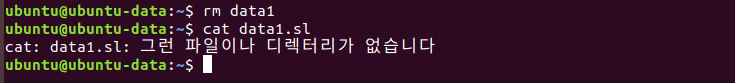 ubuntu@ubuntu-data:~$ rm data1
ubuntu@ubuntu-data:~$ cat data1.sl
cat: data1.sl: 그런 파일이나 디렉터리가 없습니다
ubuntu@ubuntu-data:~$